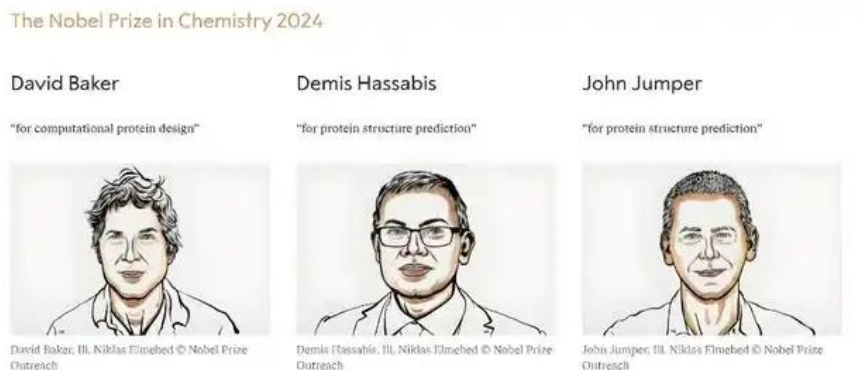 The Nobel Prize in Chemistry 2024
David Baker
Demis Hassabis
John Jumper
"for computational protein design"
"for protein structure prediction"
"for protein structure prediction"
David Baker. Ill. Niklas Elmehed © Nobel Prize
Outreach
Demis Hassabis. Ill. Niklas Elmehed © Nobel Prize
Outreach
John Jumper. Ill. Niklas Elmehed © Nobel Prize
Outreach